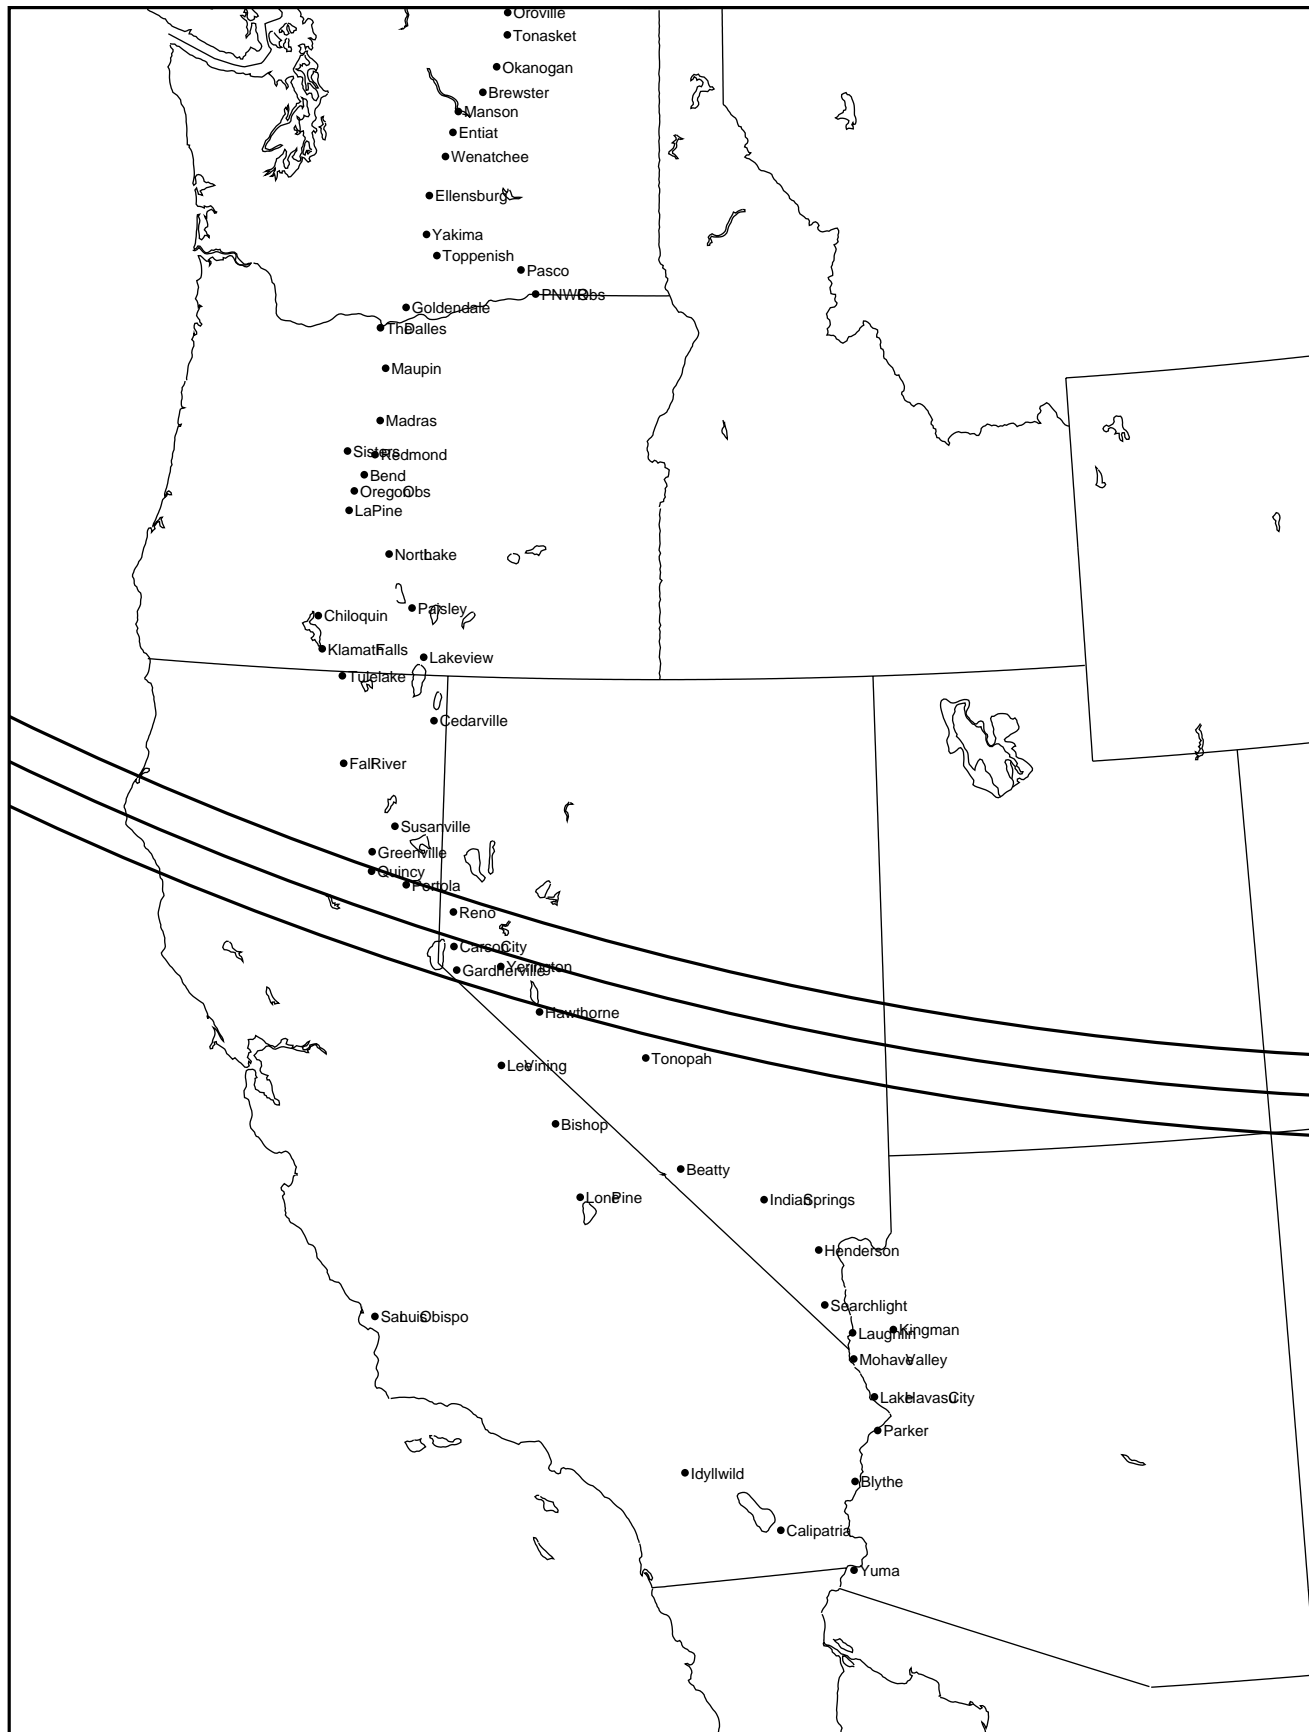 Oroville
Tonasket
Okanogan
Brewster
Manson
Entiat
Wenatchee
Ellensburg
Yakima
Toppenish
Pasco
PNWRObs
Goldendale
TheDalles
Maupin
Madras
Sisters
Redmond
Bend
OregonObs
LaPine
NorthLake
Paisley
Chiloquin
KlamathFalls
Lakeview
Tulelake
Cedarville
FallRiver
Susanville
Greenville
Quincy
Portola
Reno
CarsonCity
Yerington
Gardnerville
Hawthorne
Tonopah
LeeVining
Bishop
Beatty
LonePine
IndianSprings
Henderson
Searchlight
SanLuisObispo
Kingman
Laughlin
MohaveValley
LakeHavasuCity
Parker
Idyllwild
Blythe
Calipatria
Yuma